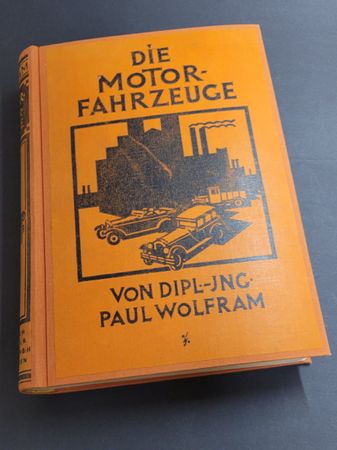 DIE
MOTOR-
FAHRZEUGE
VON DIPL-JNG.
PAUL WOLFRAM